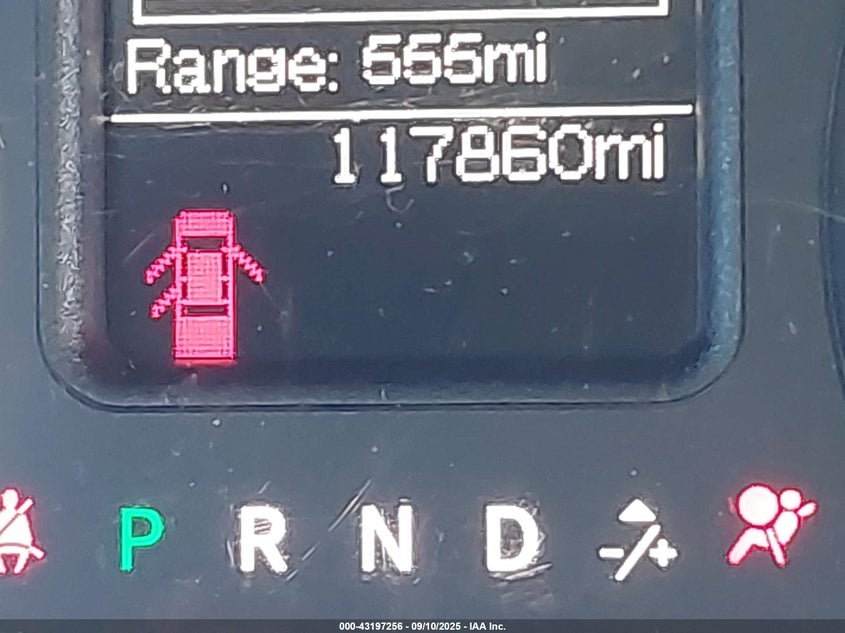 Range: 555mi
117860mi
P R N D -/+
000-43197256 - 09/10/2025 - IAA Inc.